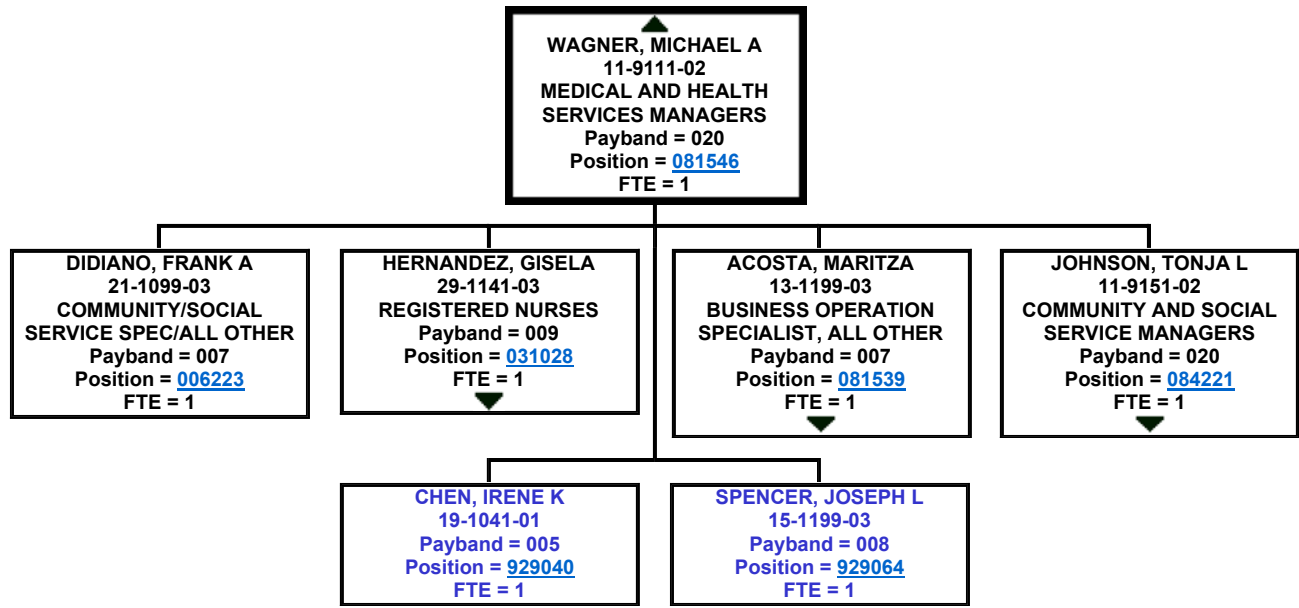 WAGNER, MICHAEL A
11-9111-02
MEDICAL AND HEALTH
SERVICES MANAGERS
Payband = 020
Position = 081546
FTE = 1
DIDIANO, FRANK A
21-1099-03
COMMUNITY/SOCIAL
SERVICE SPEC/ALL OTHER
Payband = 007
Position = 006223
FTE = 1
HERNANDEZ, GISELA
29-1141-03
REGISTERED NURSES
Payband = 009
Position = 031028
FTE = 1
ACOSTA, MARITZA
13-1199-03
BUSINESS OPERATION
SPECIALIST, ALL OTHER
Payband = 007
Position = 081539
FTE = 1
JOHNSON, TONJA L
11-9151-02
COMMUNITY AND SOCIAL
SERVICE MANAGERS
Payband = 020
Position = 084221
FTE = 1
CHEN, IRENE K
19-1041-01
Payband = 005
Position = 929040
FTE = 1
SPENCER, JOSEPH L
15-1199-03
Payband = 008
Position = 929064
FTE = 1